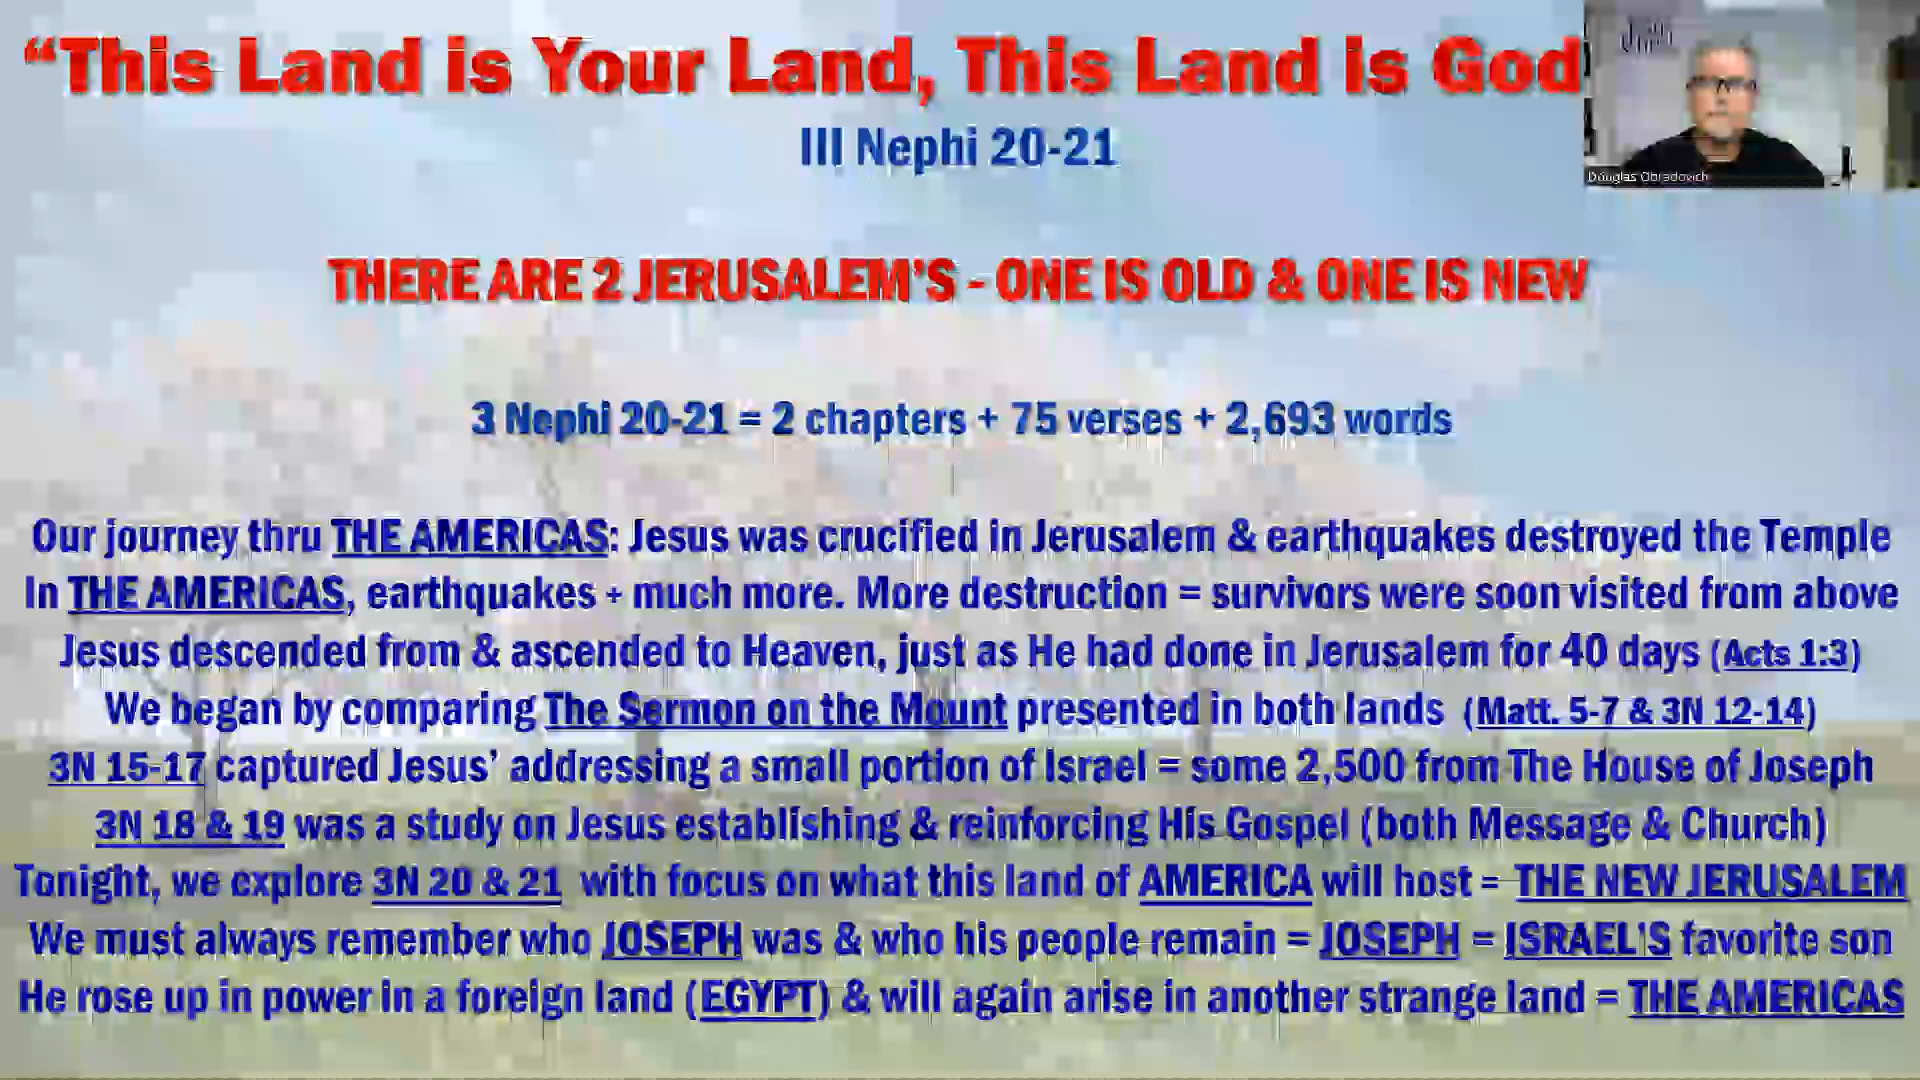 “This Land is Your Land, This Land is God
III Nephi 20-21
Douglas Obradovich
THERE ARE 2 JERUSALEM’S - ONE IS OLD & ONE IS NEW
3 Nephi 20-21 = 2 chapters + 75 verses + 2,693 words
Our journey thru THE AMERICAS: Jesus was crucified in Jerusalem & earthquakes destroyed the Temple
In THE AMERICAS, earthquakes + much more. More destruction = survivors were soon visited from above
Jesus descended from & ascended to Heaven, just as He had done in Jerusalem for 40 days (Acts 1:3)
We began by comparing The Sermon on the Mount presented in both lands (Matt. 5-7 & 3N 12-14)
3N 15-17 captured Jesus’ addressing a small portion of Israel = some 2,500 from The House of Joseph
3N 18 & 19 was a study on Jesus establishing & reinforcing His Gospel (both Message & Church)
Tonight, we explore 3N 20 & 21 with focus on what this land of AMERICA will host = THE NEW JERUSALEM
We must always remember who JOSEPH was & who his people remain = JOSEPH = ISRAEL'S favorite son
He rose up in power in a foreign land (EGYPT) & will again arise in another strange land = THE AMERICAS